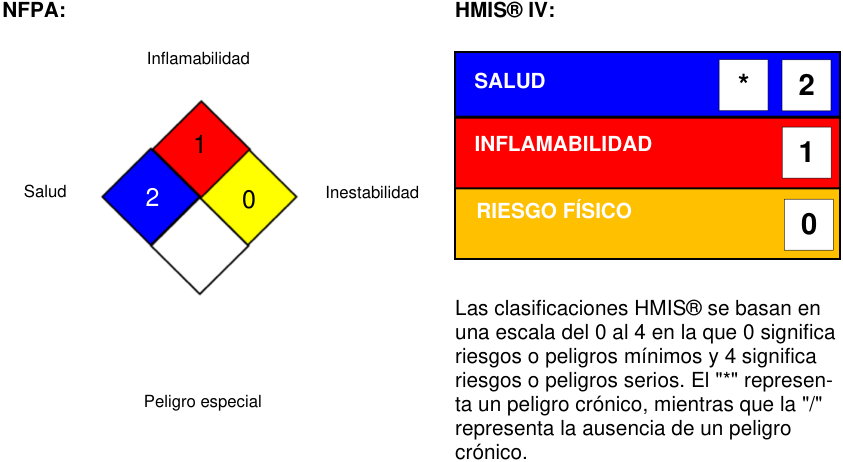 NFPA:
Inflamabilidad
1
Salud
2
0
Inestabilidad
Peligro especial
HMIS® IV:
SALUD * 2
INFLAMABILIDAD 1
RIESGO FÍSICO 0
Las clasificaciones HMIS® se basan en
una escala del 0 al 4 en la que 0 significa
riesgos o peligros mínimos y 4 significa
riesgos o peligros serios. El "*" represen-
ta un peligro crónico, mientras que la "/"
representa la ausencia de un peligro
crónico.